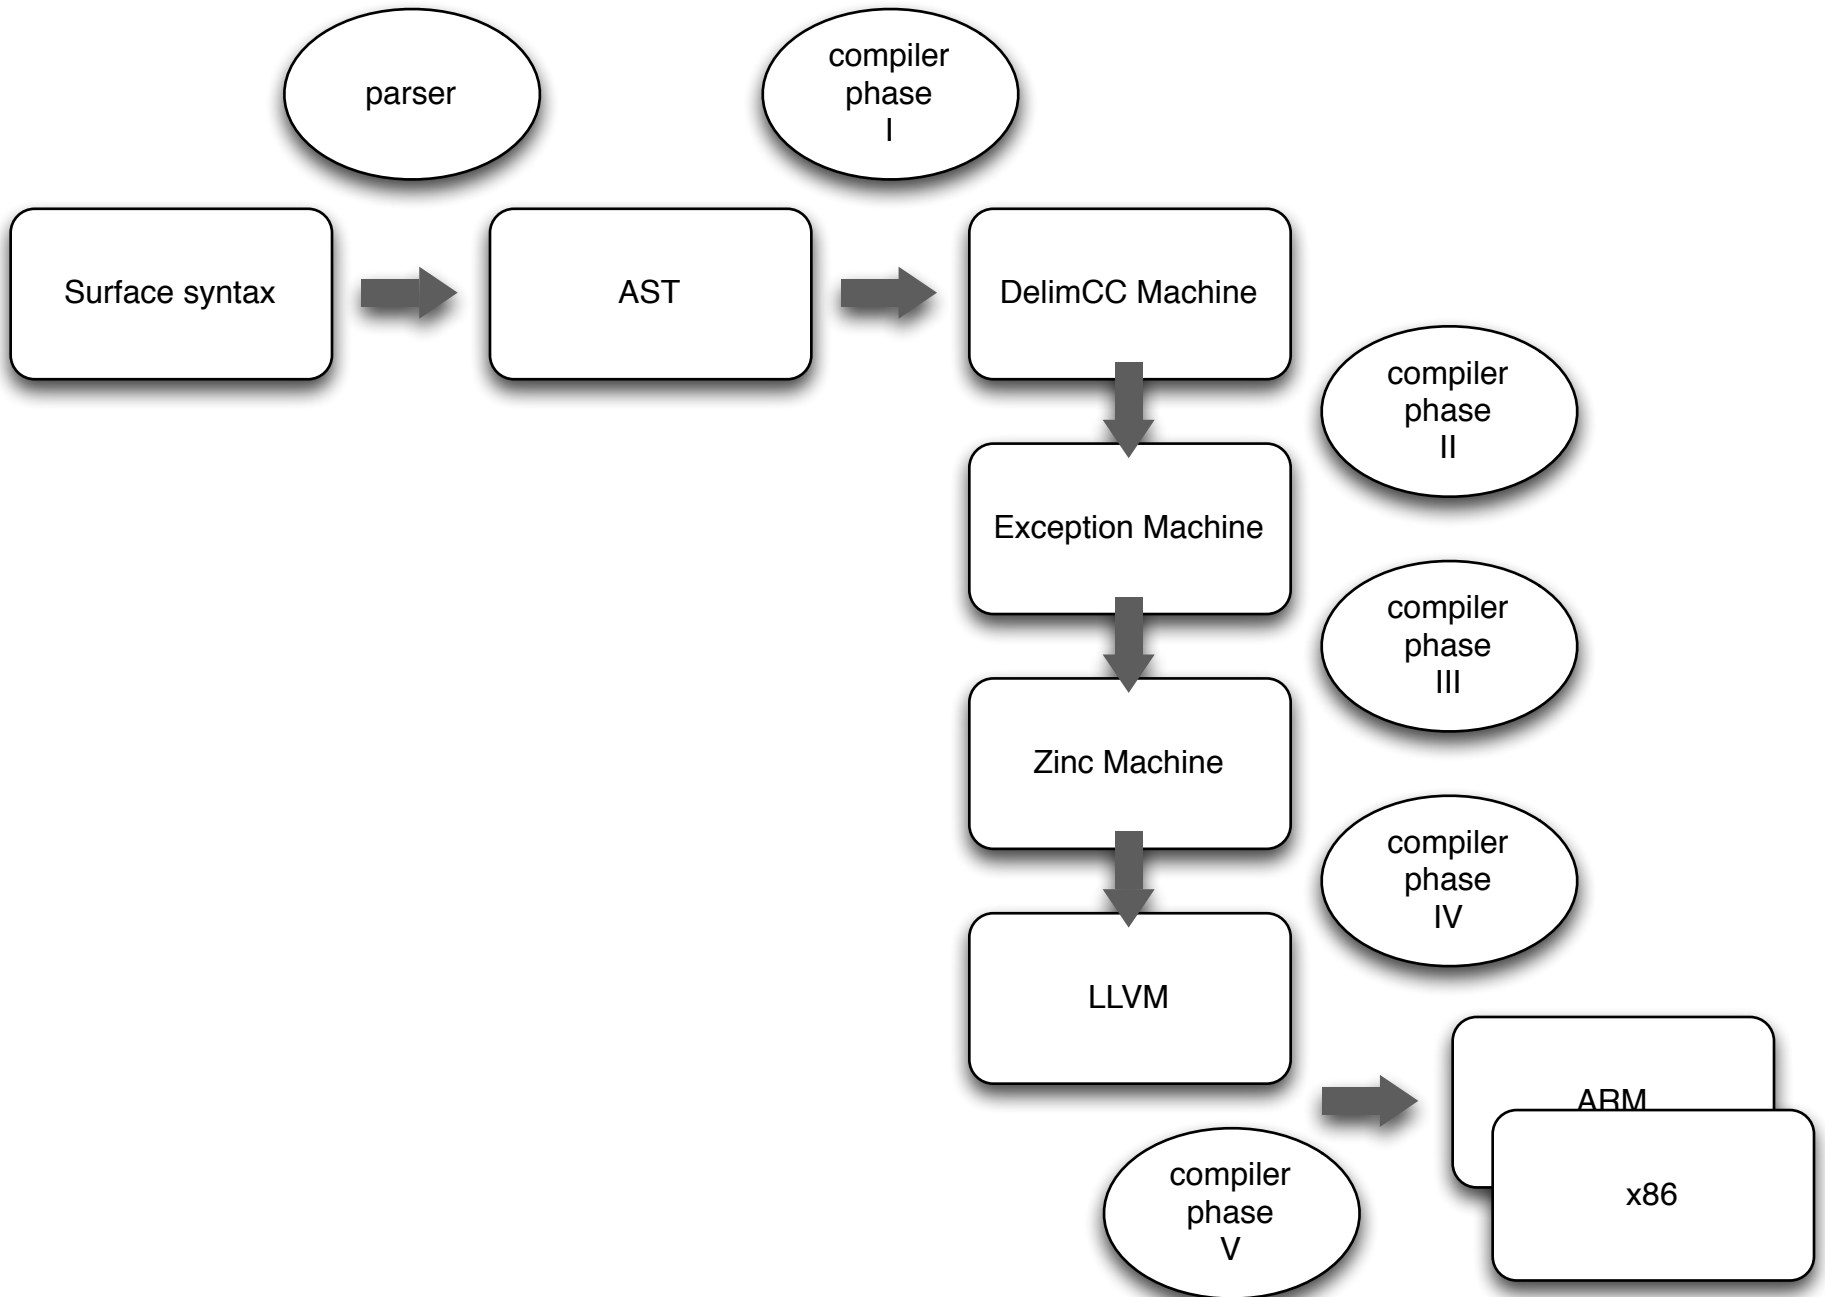 parser
compiler
phase
I
Surface syntax
AST
DelimCC Machine
compiler
phase
II
Exception Machine
compiler
phase
III
Zinc Machine
compiler
phase
IV
LLVM
ARM
compiler
phase
V
x86